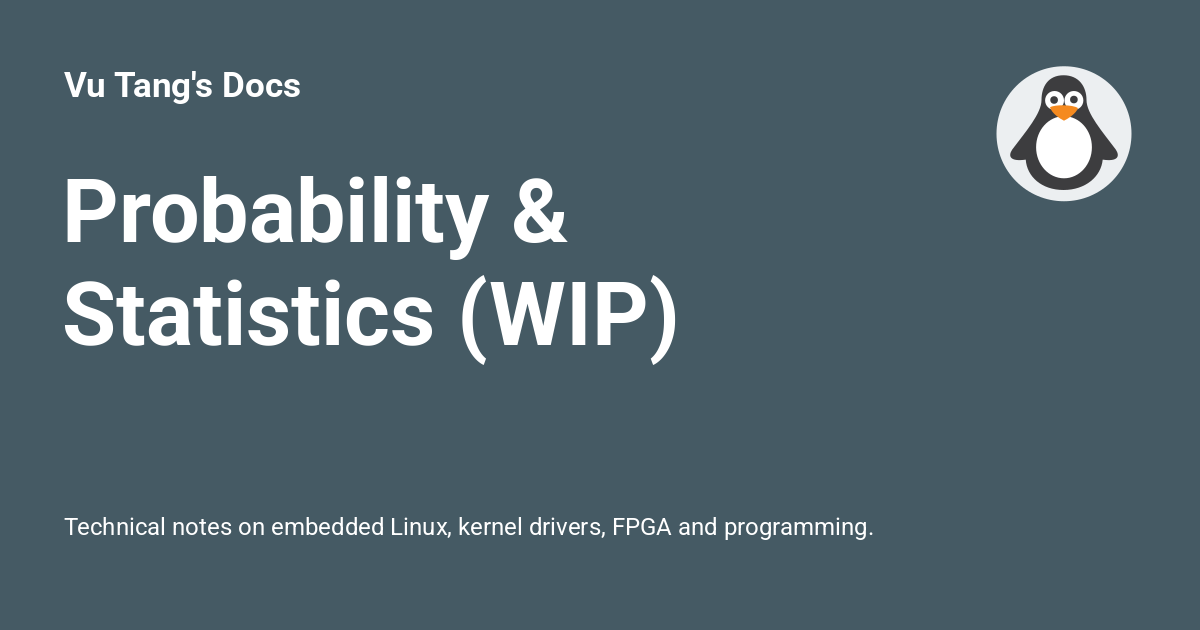 Vu Tang's Docs
Probability &
Statistics (WIP)
Technical notes on embedded Linux, kernel drivers, FPGA and programming.